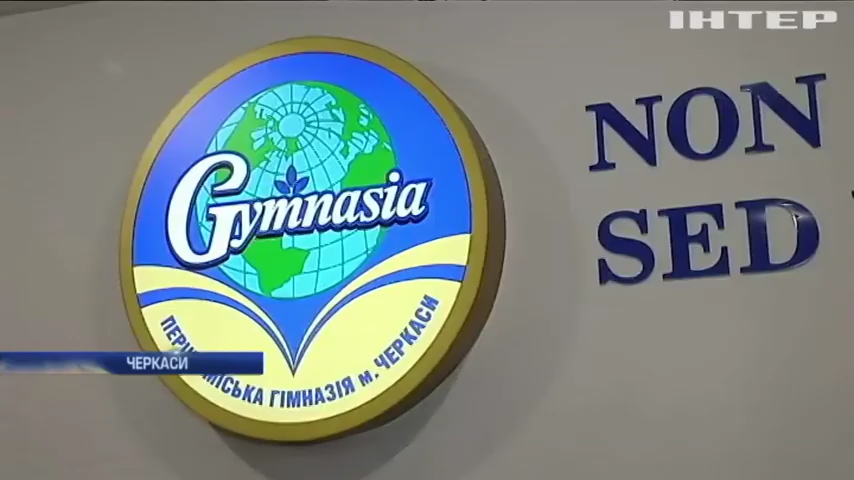 ІНТЕР
NON
SED
Gymnasia
МІСЬКА ГІМНАЗІЯ м. ЧЕРКАСИ
ЧЕРКАСИ